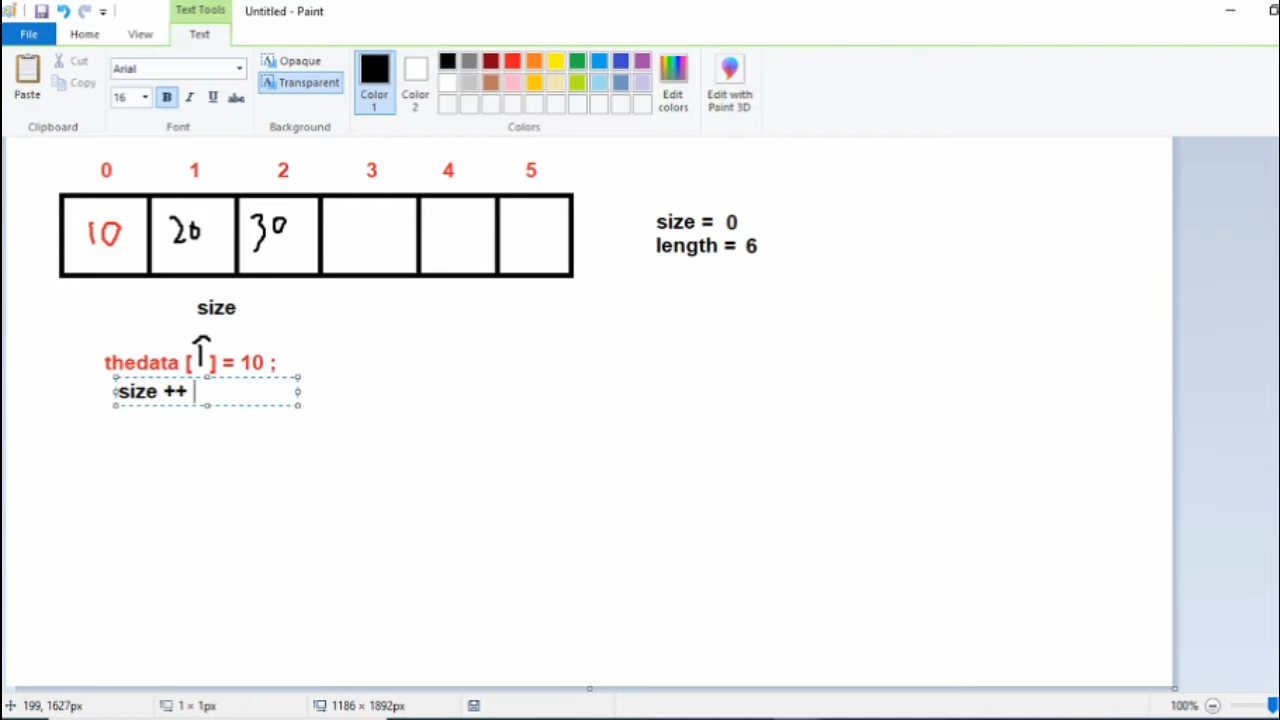 Text Tools
Untitled - Paint
File Home View Text
Paste
Cut
Copy
Clipboard
Arial
16 B I U abc
Font
Opaque
Transparent
Background
Color 1
Color 2
Edit colors
Colors
Edit with Paint 3D
0 1 2 3 4 5
10 20 30
size = 0
length = 6
size
thedata [ ] = 10 ;
size ++
199, 1627px 1 × 1px 1186 × 1892px 100%